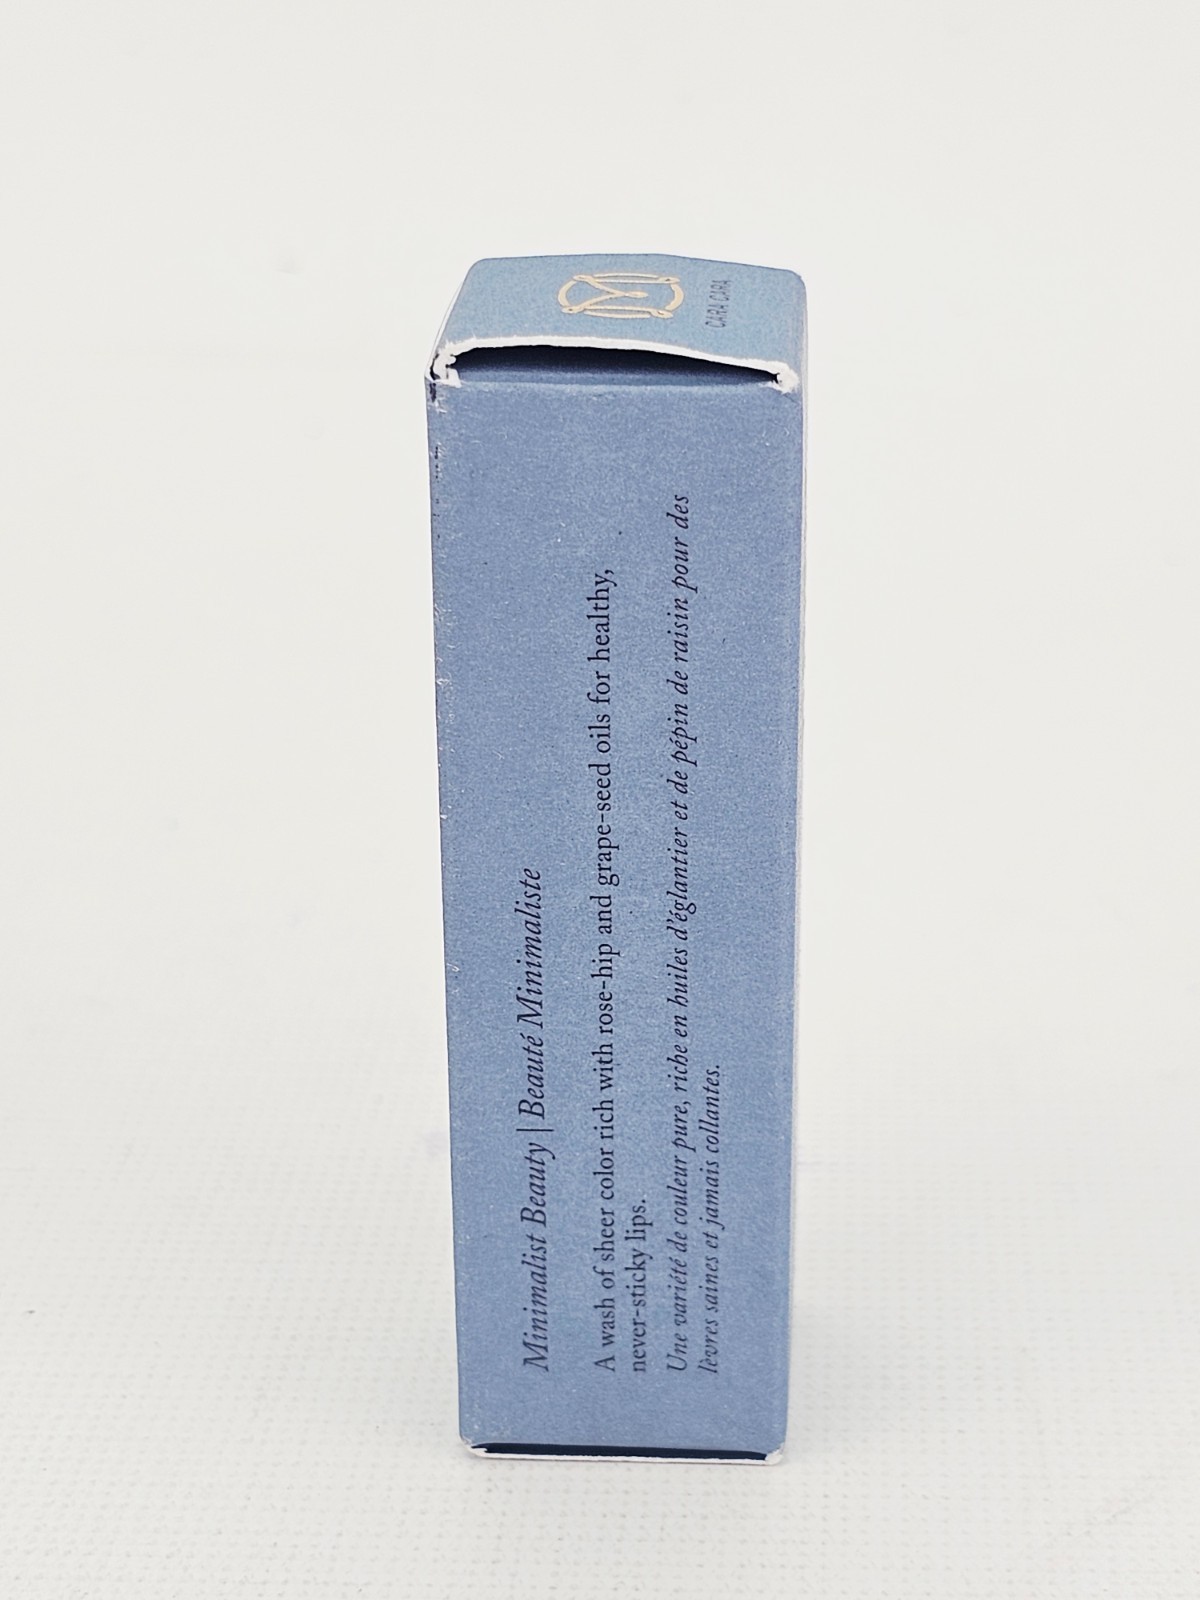 CARA CARA
Minimalist Beauty | Beauté Minimaliste
A wash of sheer color rich with rose-hip and grape-seed oils for healthy,
never-sticky lips.
Une variété de couleur pure, riche en huiles d'églantier et de pépin de raisin pour des
lèvres saines et jamais collantes.